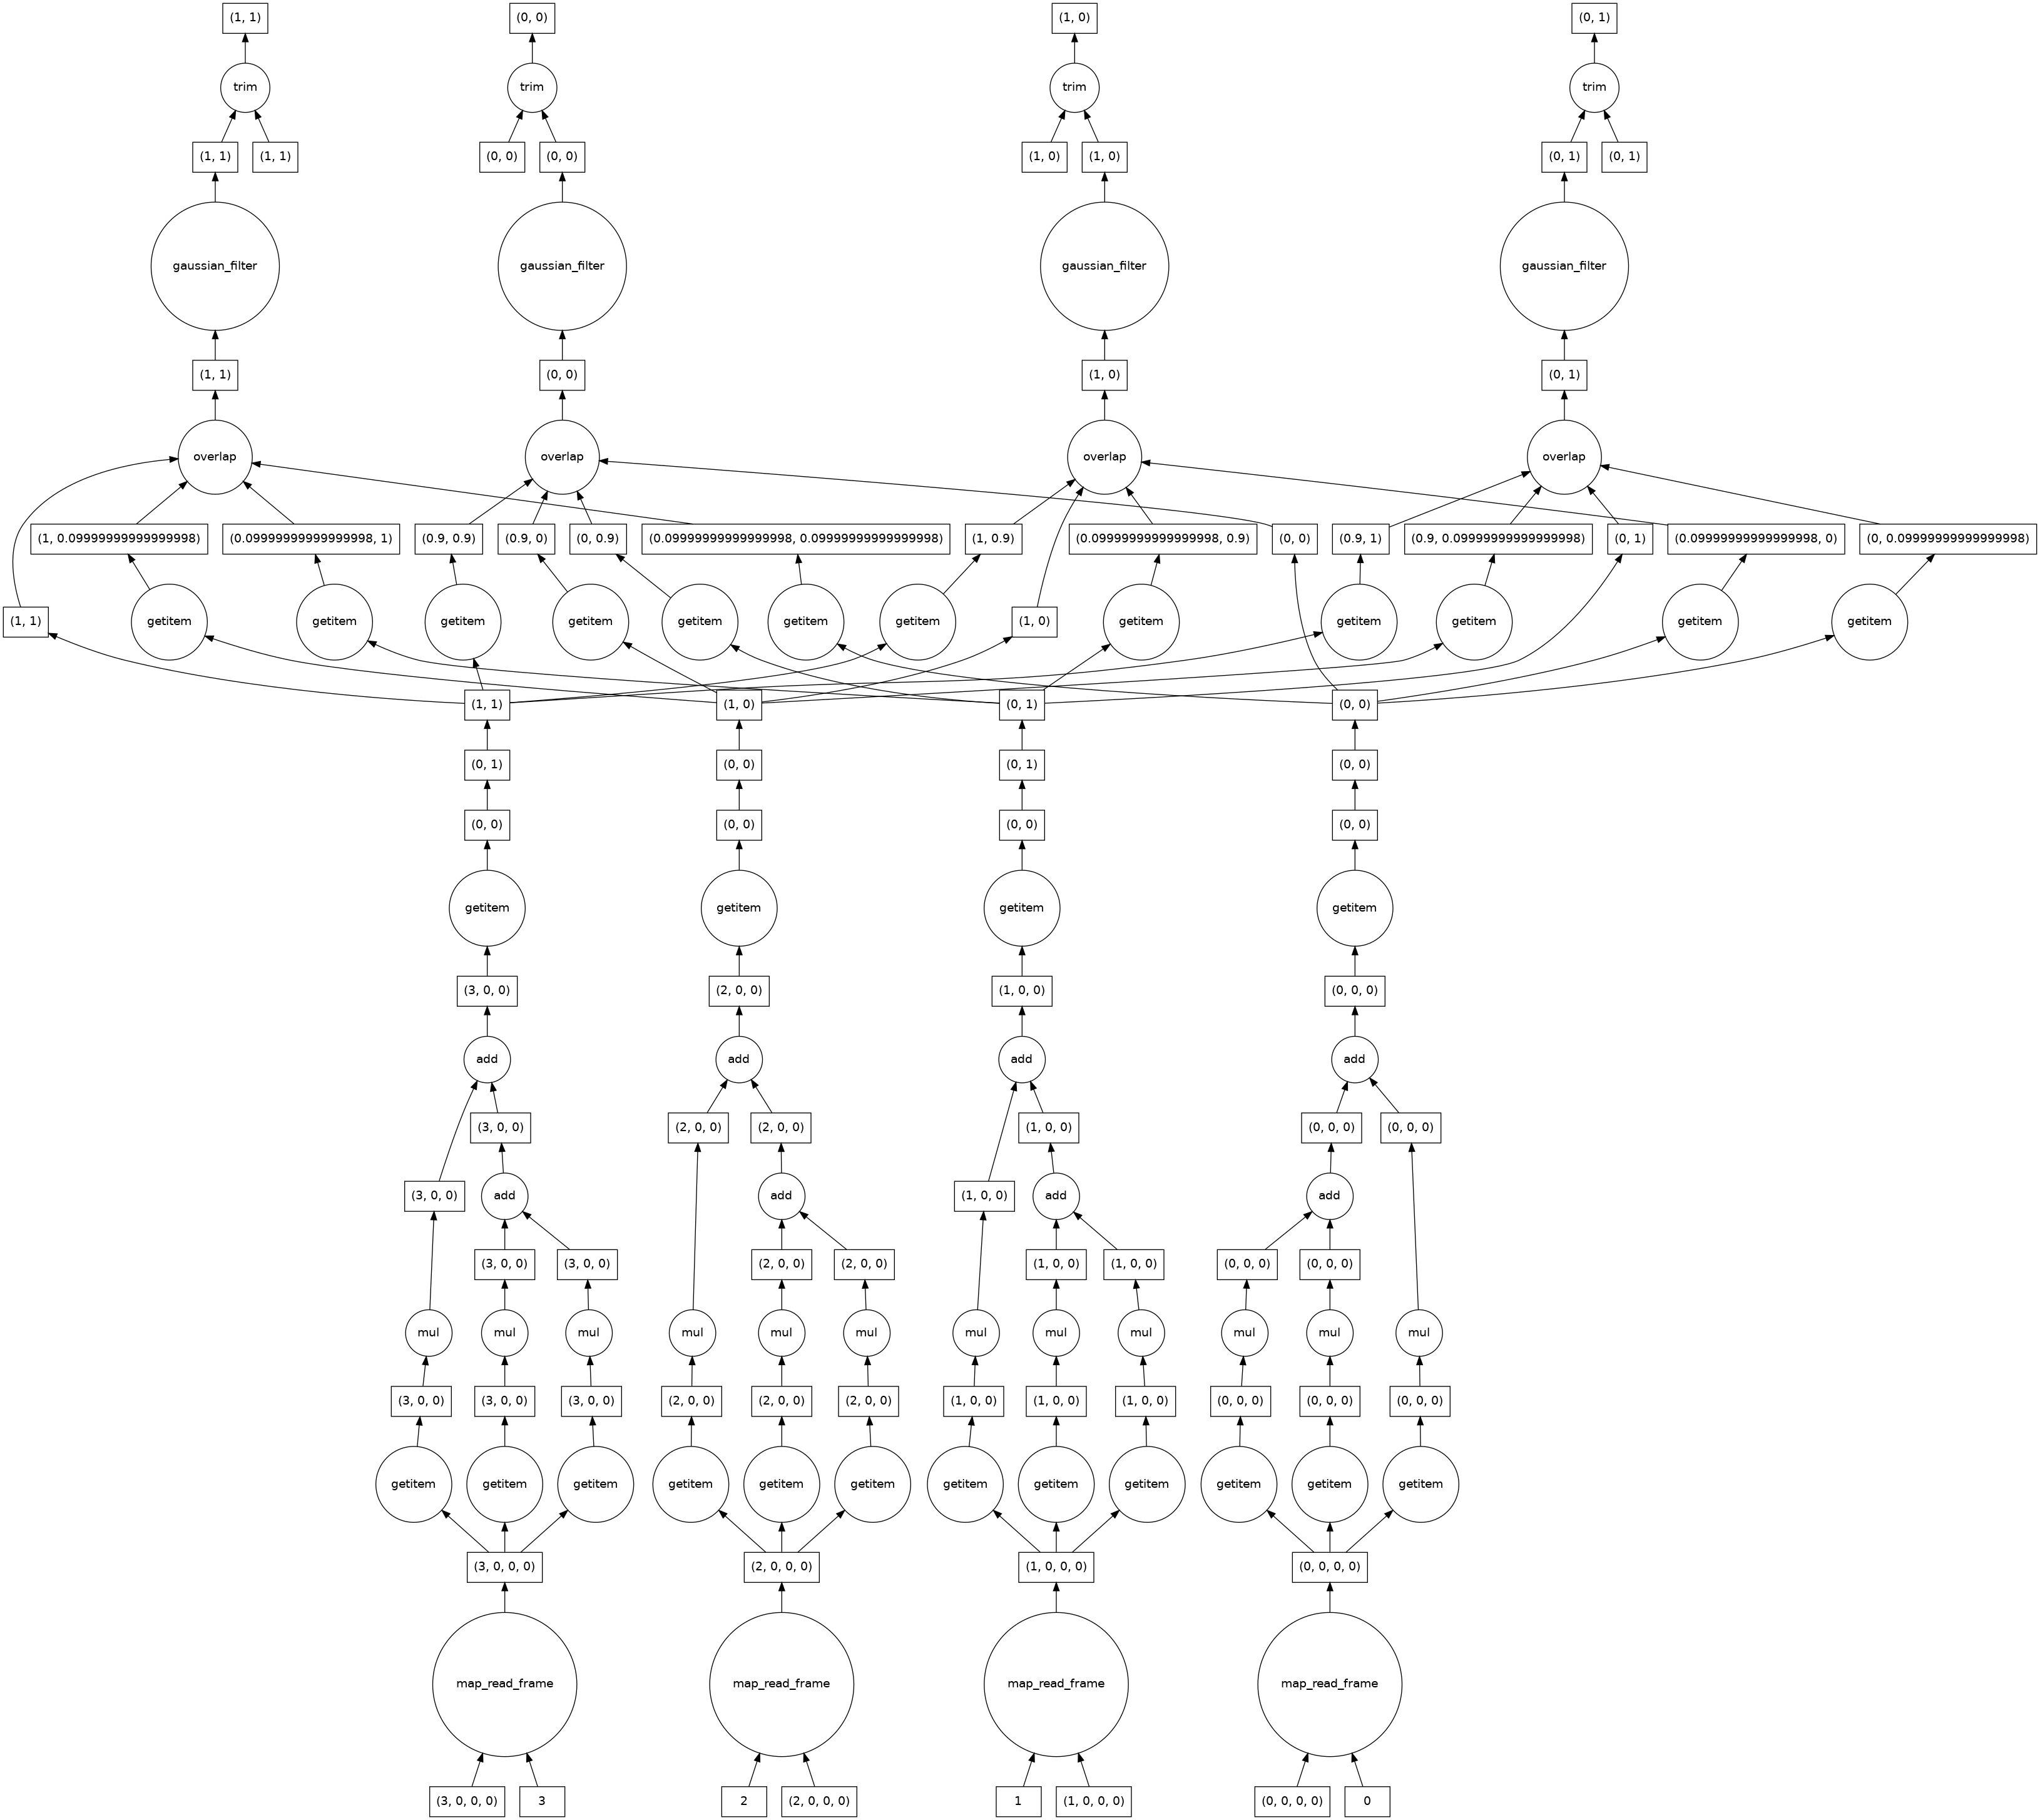 (1, 1)
(0, 0)
(1, 0)
(0, 1)
trim
trim
trim
trim
(1, 1)
(1, 1)
(0, 0)
(0, 0)
(1, 0)
(1, 0)
(0, 1)
(0, 1)
gaussian_filter
gaussian_filter
gaussian_filter
gaussian_filter
(1, 1)
(0, 0)
(1, 0)
(0, 1)
overlap
overlap
overlap
overlap
(1, 0.09999999999999998)
(0.09999999999999998, 1)
(0.9, 0.9)
(0.9, 0)
(0, 0.9)
(0.09999999999999998, 0.09999999999999998)
(1, 0.9)
(0.09999999999999998, 0.9)
(0, 0)
(0.9, 1)
(0.9, 0.09999999999999998)
(0, 1)
(0.09999999999999998, 0)
(0, 0.09999999999999998)
(1, 1)
getitem
getitem
getitem
getitem
getitem
getitem
getitem
(1, 0)
getitem
getitem
getitem
getitem
getitem
(1, 1)
(1, 0)
(0, 1)
(0, 0)
(0, 1)
(0, 0)
(0, 1)
(0, 0)
(0, 0)
(0, 0)
(0, 0)
(0, 0)
getitem
getitem
getitem
getitem
(3, 0, 0)
(2, 0, 0)
(1, 0, 0)
(0, 0, 0)
add
add
add
add
(3, 0, 0)
(2, 0, 0)
(2, 0, 0)
(1, 0, 0)
(0, 0, 0)
(0, 0, 0)
(3, 0, 0)
add
add
(1, 0, 0)
add
add
(3, 0, 0)
(3, 0, 0)
(2, 0, 0)
(2, 0, 0)
(1, 0, 0)
(1, 0, 0)
(0, 0, 0)
(0, 0, 0)
mul
mul
mul
mul
mul
mul
mul
mul
mul
mul
mul
mul
(3, 0, 0)
(3, 0, 0)
(3, 0, 0)
(2, 0, 0)
(2, 0, 0)
(2, 0, 0)
(1, 0, 0)
(1, 0, 0)
(1, 0, 0)
(0, 0, 0)
(0, 0, 0)
(0, 0, 0)
getitem
getitem
getitem
getitem
getitem
getitem
getitem
getitem
getitem
getitem
getitem
getitem
(3, 0, 0, 0)
(2, 0, 0, 0)
(1, 0, 0, 0)
(0, 0, 0, 0)
map_read_frame
map_read_frame
map_read_frame
map_read_frame
(3, 0, 0, 0)
3
2
(2, 0, 0, 0)
1
(1, 0, 0, 0)
(0, 0, 0, 0)
0